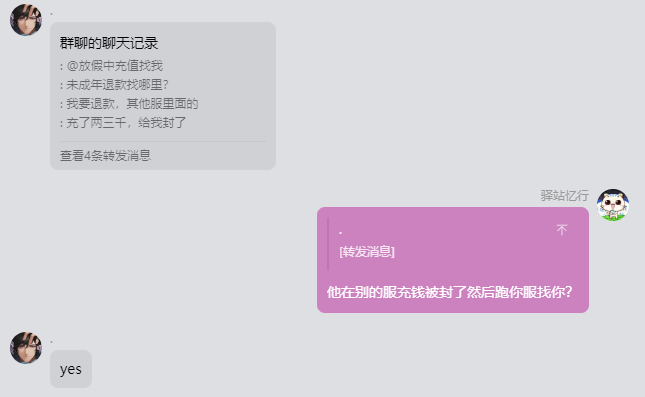 .
群聊的聊天记录
: @放假中充值找我
: 未成年退款找哪里?
: 我要退款，其他服里面的
: 充了两三千，给我封了
查看4条转发消息
驿站忆行
.
[转发消息]
他在别的服充钱被封了然后跑你服找你?
.
yes